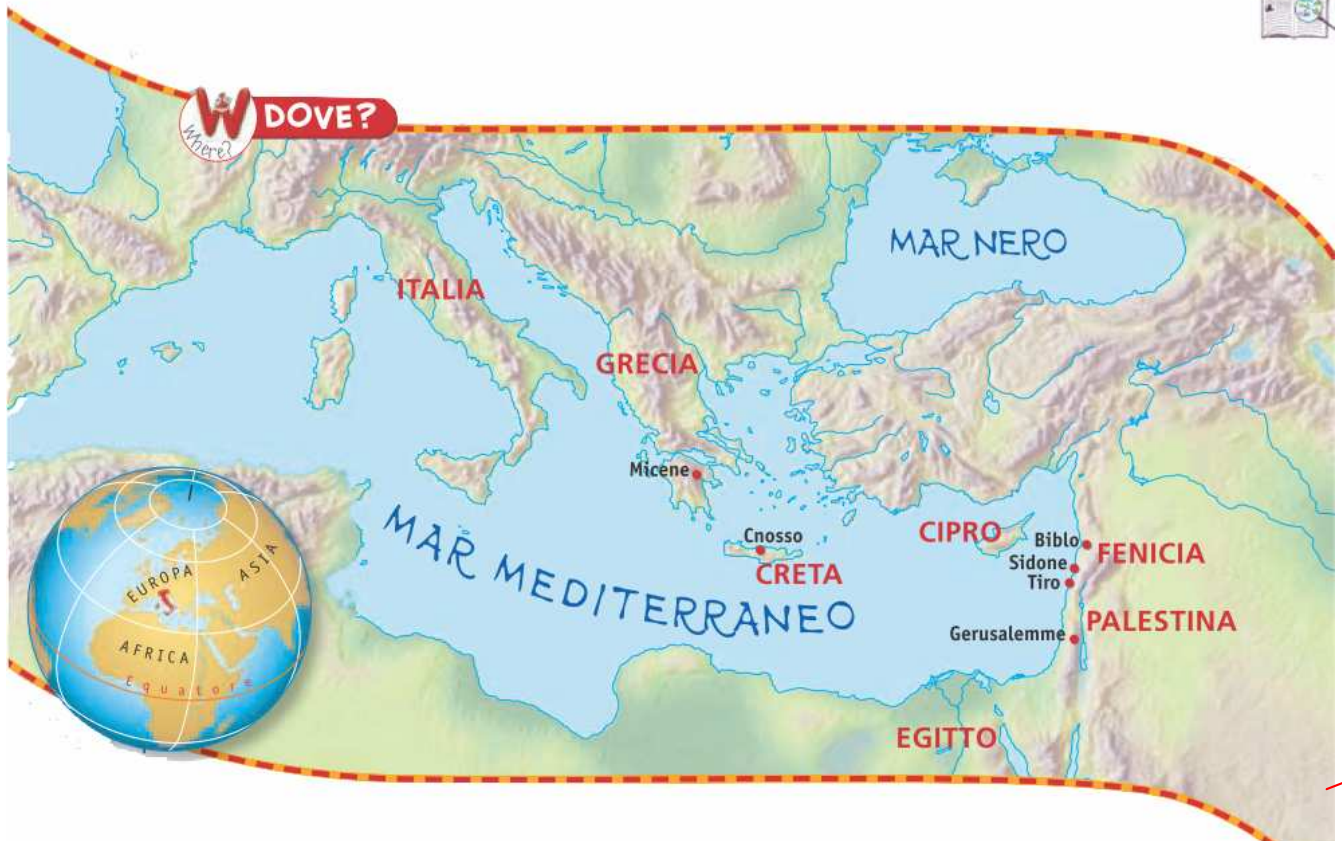 W DOVE?
Where?
MAR NERO
ITALIA
GRECIA
Micene
Cnosso
CRETA
CIPRO
Biblo
FENICIA
Sidone
Tiro
PALESTINA
Gerusalemme
MAR MEDITERRANEO
EGITTO
EUROPA
ASIA
AFRICA
Equatore